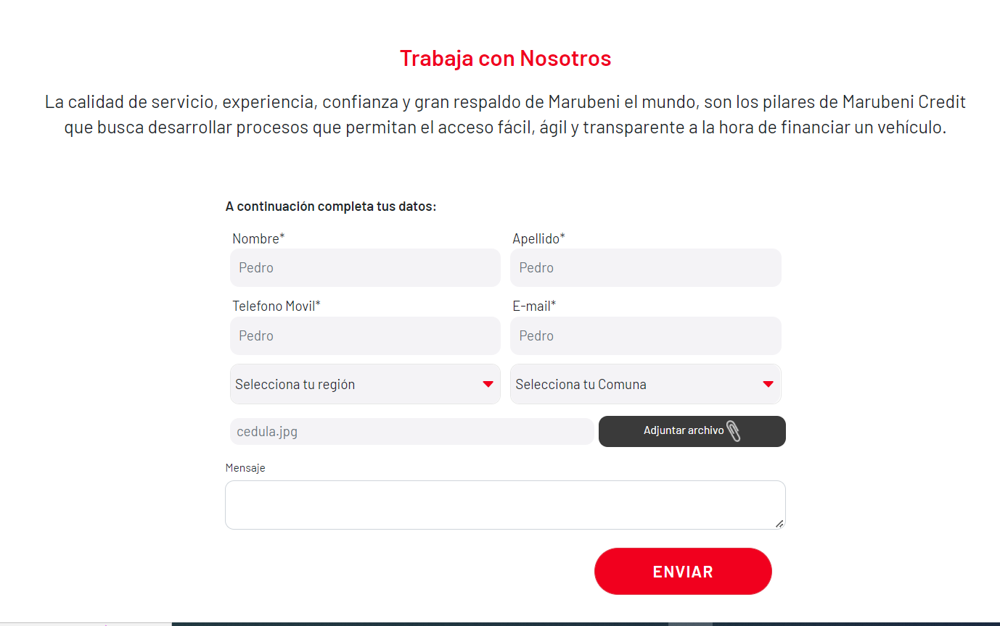 Trabaja con Nosotros
La calidad de servicio, experiencia, confianza y gran respaldo de Marubeni el mundo, son los pilares de Marubeni Credit
que busca desarrollar procesos que permitan el acceso fácil, ágil y transparente a la hora de financiar un vehículo.
A continuación completa tus datos:
Nombre* Apellido*
Pedro Pedro
Telefono Movil* E-mail*
Pedro Pedro
Selecciona tu región Selecciona tu Comuna
cedula.jpg Adjuntar archivo
Mensaje
ENVIAR